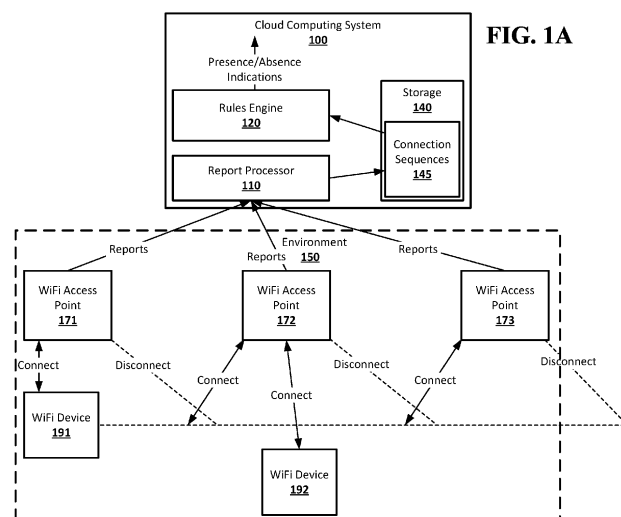 Cloud Computing System
100
FIG. 1A
Presence/Absence
Indications
Rules Engine
120
Storage
140
Connection
Sequences
145
Report Processor
110
Reports
Reports
Environment
150
Reports
WiFi Access
Point
171
WiFi Access
Point
172
WiFi Access
Point
173
Connect
Disconnect
Connect
Connect
Disconnect
Connect
Disconnect
WiFi Device
191
WiFi Device
192